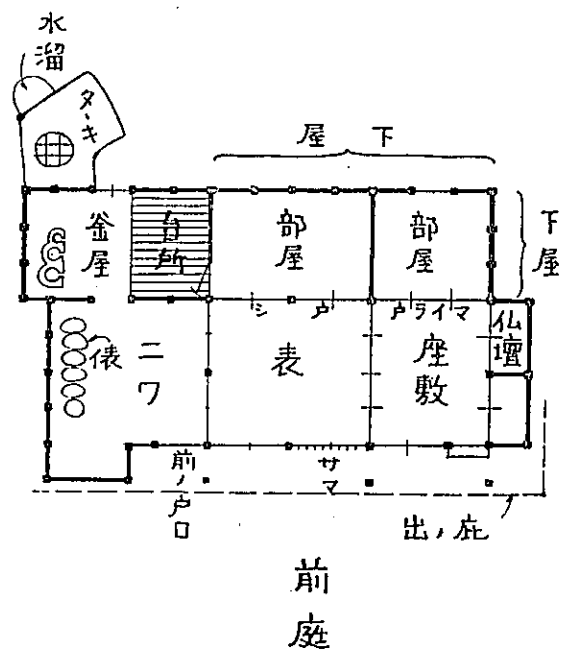 水溜
ターキ
下屋
下屋
釜屋
台所
部屋
部屋
戸シ
マイラ戸
仏壇
俵
ニワ
表
座敷
前ノ戸口
サマ
出ノ庇
前庭